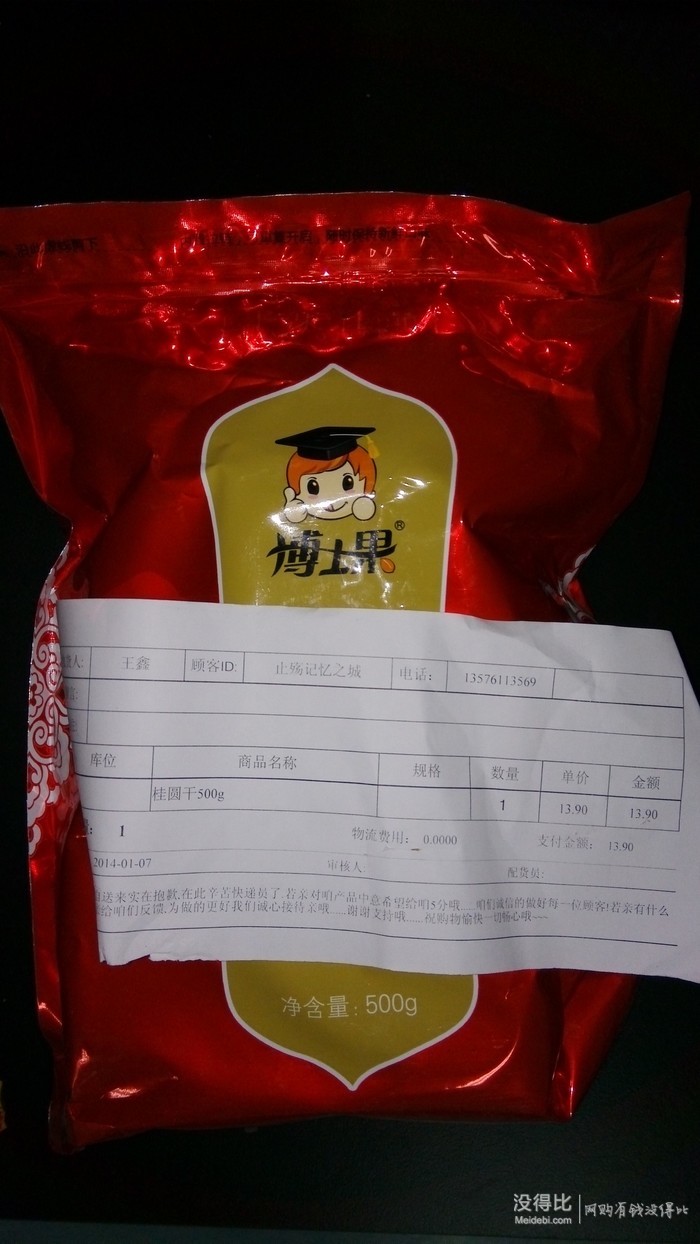 博士果®
人: 王鑫 顾客ID: 止殇记忆之城 电话: 13576113569
库位 商品名称 规格 数量 单价 金额
桂圆干500g 1 13.90 13.90
: 1 物流费用: 0.0000 支付金额: 13.90
2014-01-07 审核人: 配货员:
送来实在抱歉,在此辛苦快递员了.若亲对咱产品中意希望给咱5分哦......咱们诚信的做好每一位顾客!若亲有什么
给咱们反馈,为做的更好我们诚心接待亲哦......谢谢支持哦......祝购物愉快一切畅心哦~~
净含量: 500g
没得比 网购有钱没得比
Meidebi.com